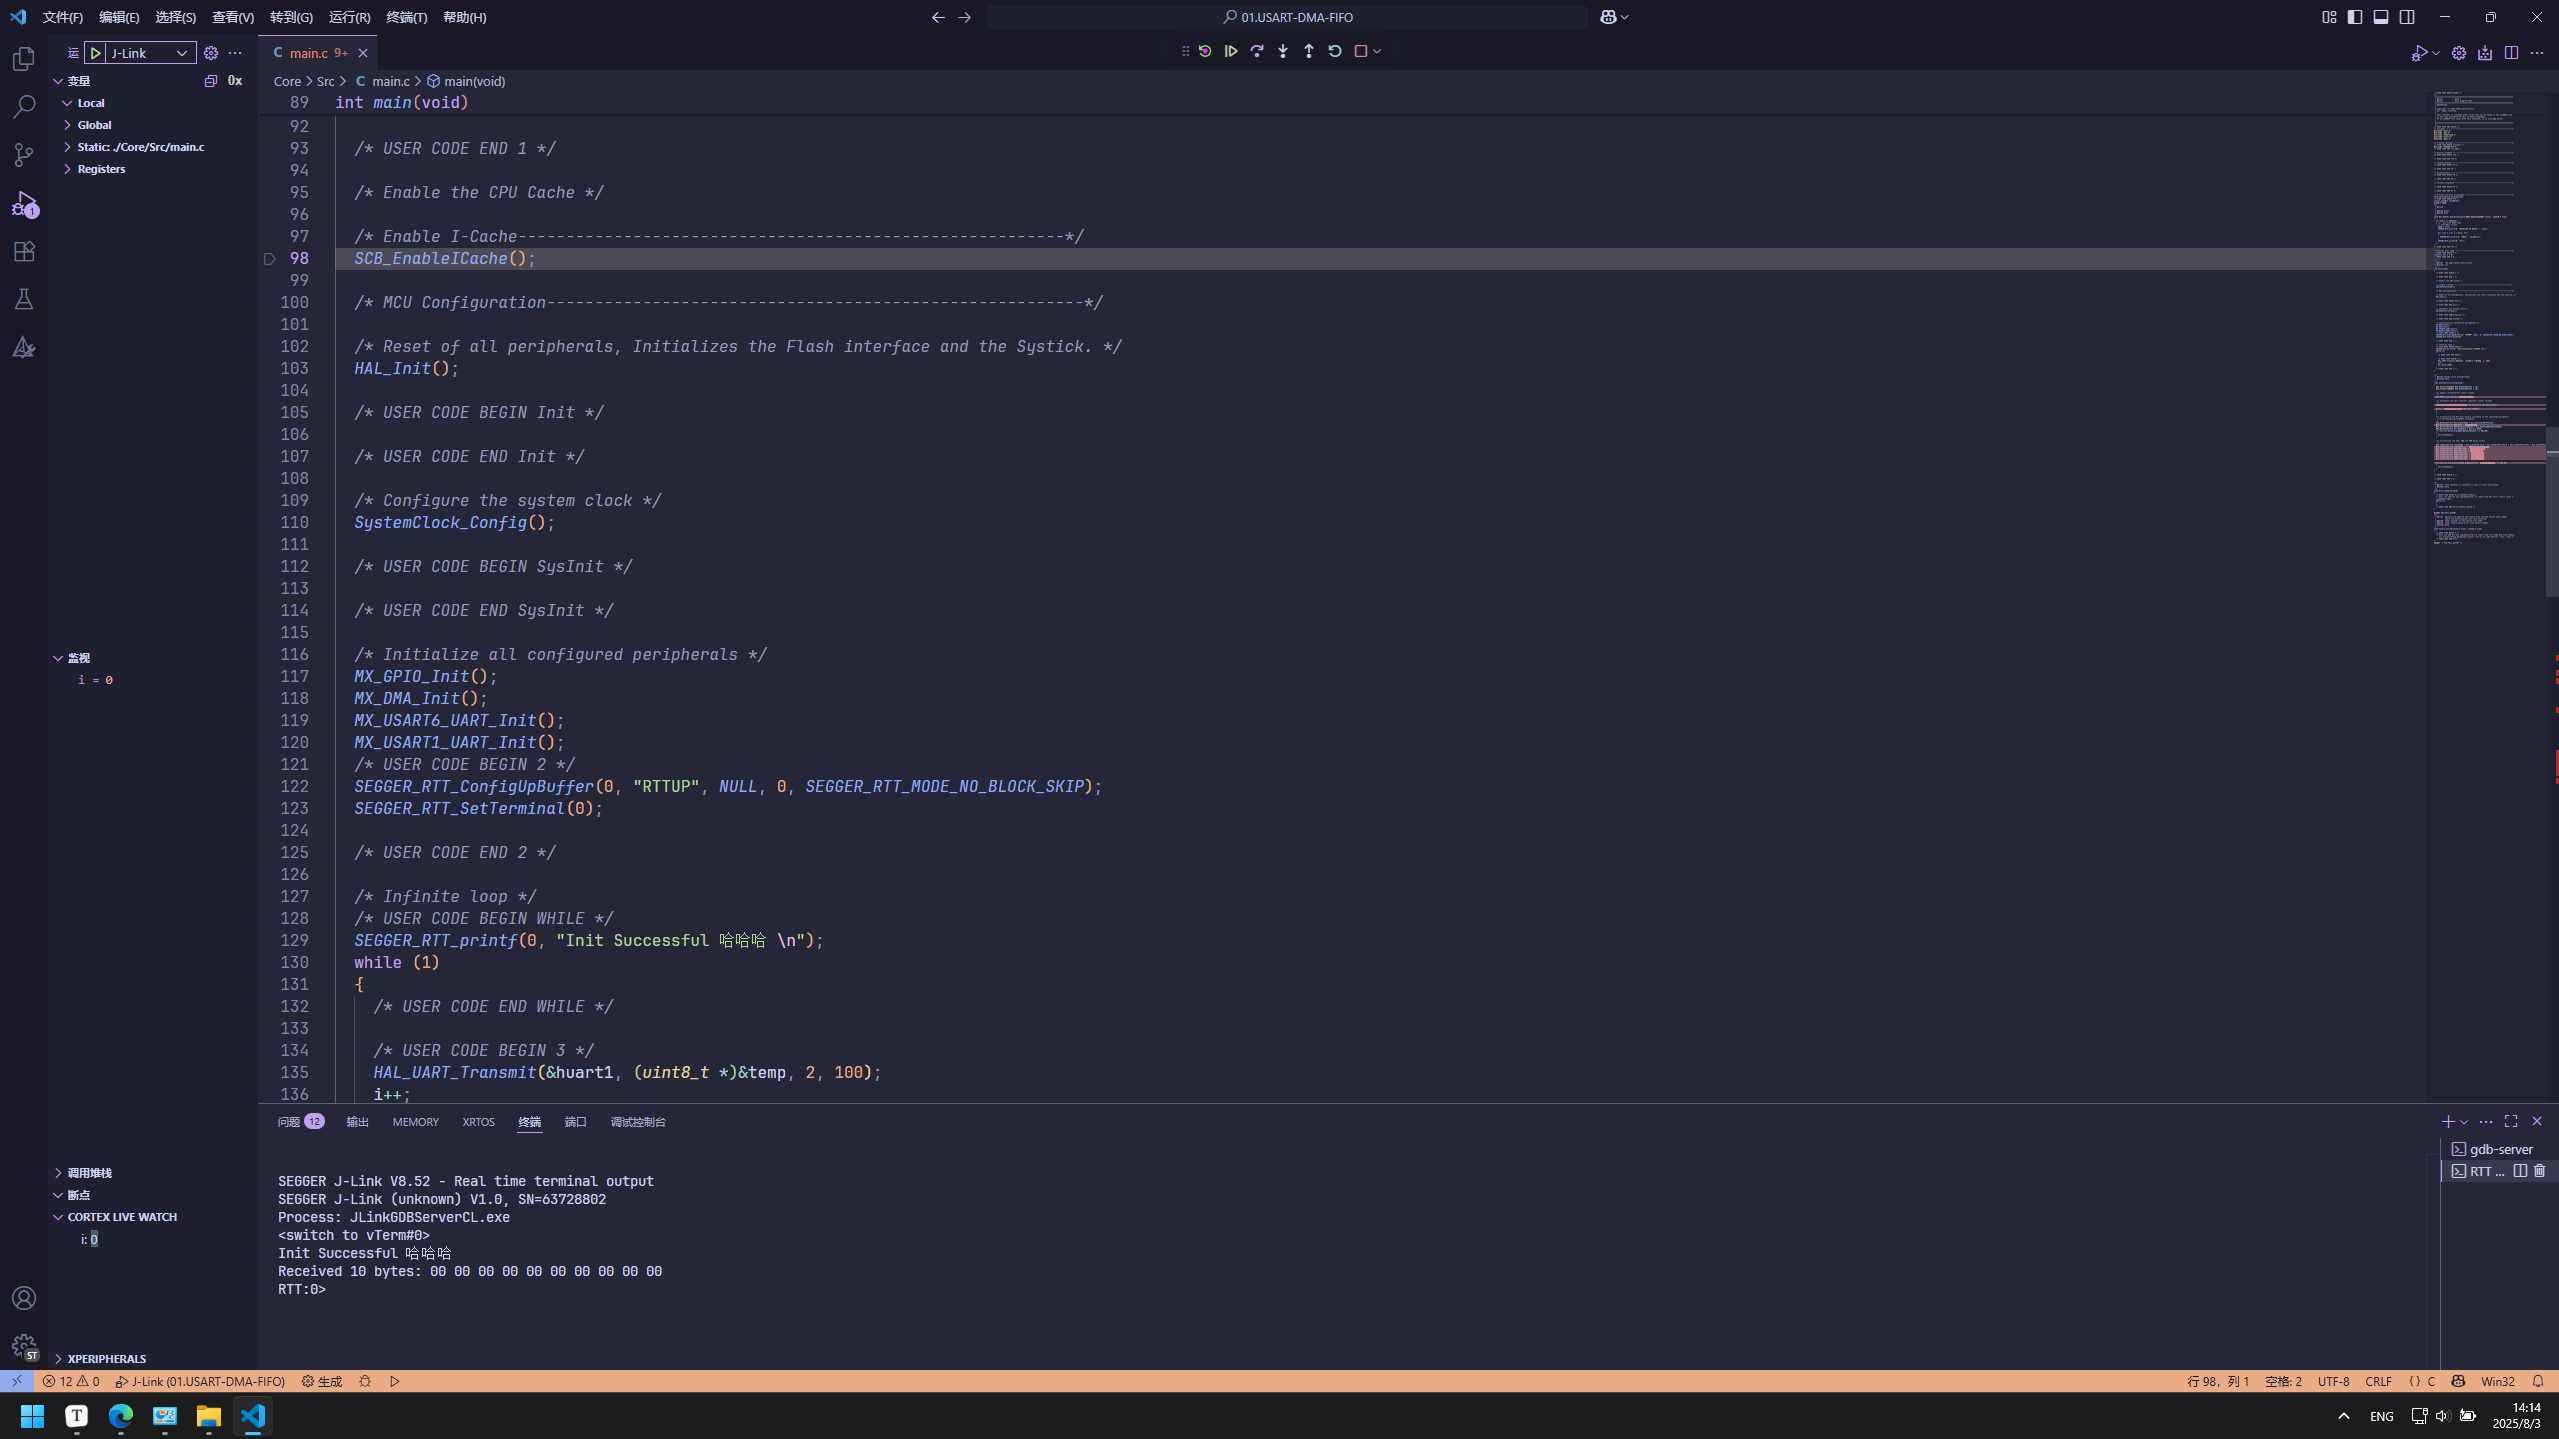 文件(F) 编辑(E) 选择(S) 查看(V) 转到(G) 运行(R) 终端(T) 帮助(H)
01.USART-DMA-FIFO
运 J-Link
main.c 9+
变量
0x
Local
Global
Static: ./Core/Src/main.c
Registers
监视
i = 0
调用堆栈
断点
CORTEX LIVE WATCH
i: 0
XPERIPHERALS
Core > Src > C main.c > main(void)
89 int main(void)
92
93 /* USER CODE END 1 */
94
95 /* Enable the CPU Cache */
96
97 /* Enable I-Cache---------------------------------------------------------*/
98 SCB_EnableICache();
99
100 /* MCU Configuration--------------------------------------------------------*/
101
102 /* Reset of all peripherals, Initializes the Flash interface and the Systick. */
103 HAL_Init();
104
105 /* USER CODE BEGIN Init */
106
107 /* USER CODE END Init */
108
109 /* Configure the system clock */
110 SystemClock_Config();
111
112 /* USER CODE BEGIN SysInit */
113
114 /* USER CODE END SysInit */
115
116 /* Initialize all configured peripherals */
117 MX_GPIO_Init();
118 MX_DMA_Init();
119 MX_USART6_UART_Init();
120 MX_USART1_UART_Init();
121 /* USER CODE BEGIN 2 */
122 SEGGER_RTT_ConfigUpBuffer(0, "RTTUP", NULL, 0, SEGGER_RTT_MODE_NO_BLOCK_SKIP);
123 SEGGER_RTT_SetTerminal(0);
124
125 /* USER CODE END 2 */
126
127 /* Infinite loop */
128 /* USER CODE BEGIN WHILE */
129 SEGGER_RTT_printf(0, "Init Successful 哈哈哈 \n");
130 while (1)
131 {
132 /* USER CODE END WHILE */
133
134 /* USER CODE BEGIN 3 */
135 HAL_UART_Transmit(&huart1, (uint8_t *)&temp, 2, 100);
136 i++;
问题 12 输出 MEMORY XRTOS 终端 端口 调试控制台
SEGGER J-Link V8.52 - Real time terminal output
SEGGER J-Link (unknown) V1.0, SN=63728802
Process: JLinkGDBServerCL.exe
<switch to vTerm#0>
Init Successful 哈哈哈
Received 10 bytes: 00 00 00 00 00 00 00 00 00 00
RTT:0>
gdb-server
RTT ...
1
ST
12 0 J-Link (01.USART-DMA-FIFO) 生成
行 98, 列 1 空格: 2 UTF-8 CRLF {} C Win32
ENG
14:14
2025/8/3